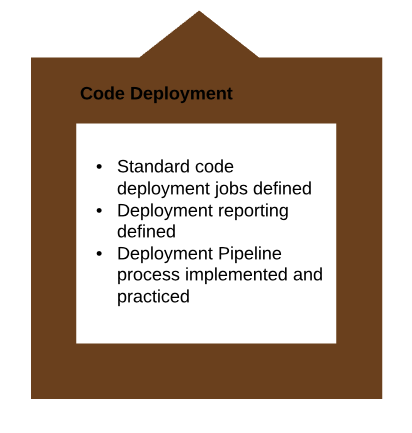 Code Deployment
• Standard code
deployment jobs defined
• Deployment reporting
defined
• Deployment Pipeline
process implemented and
practiced